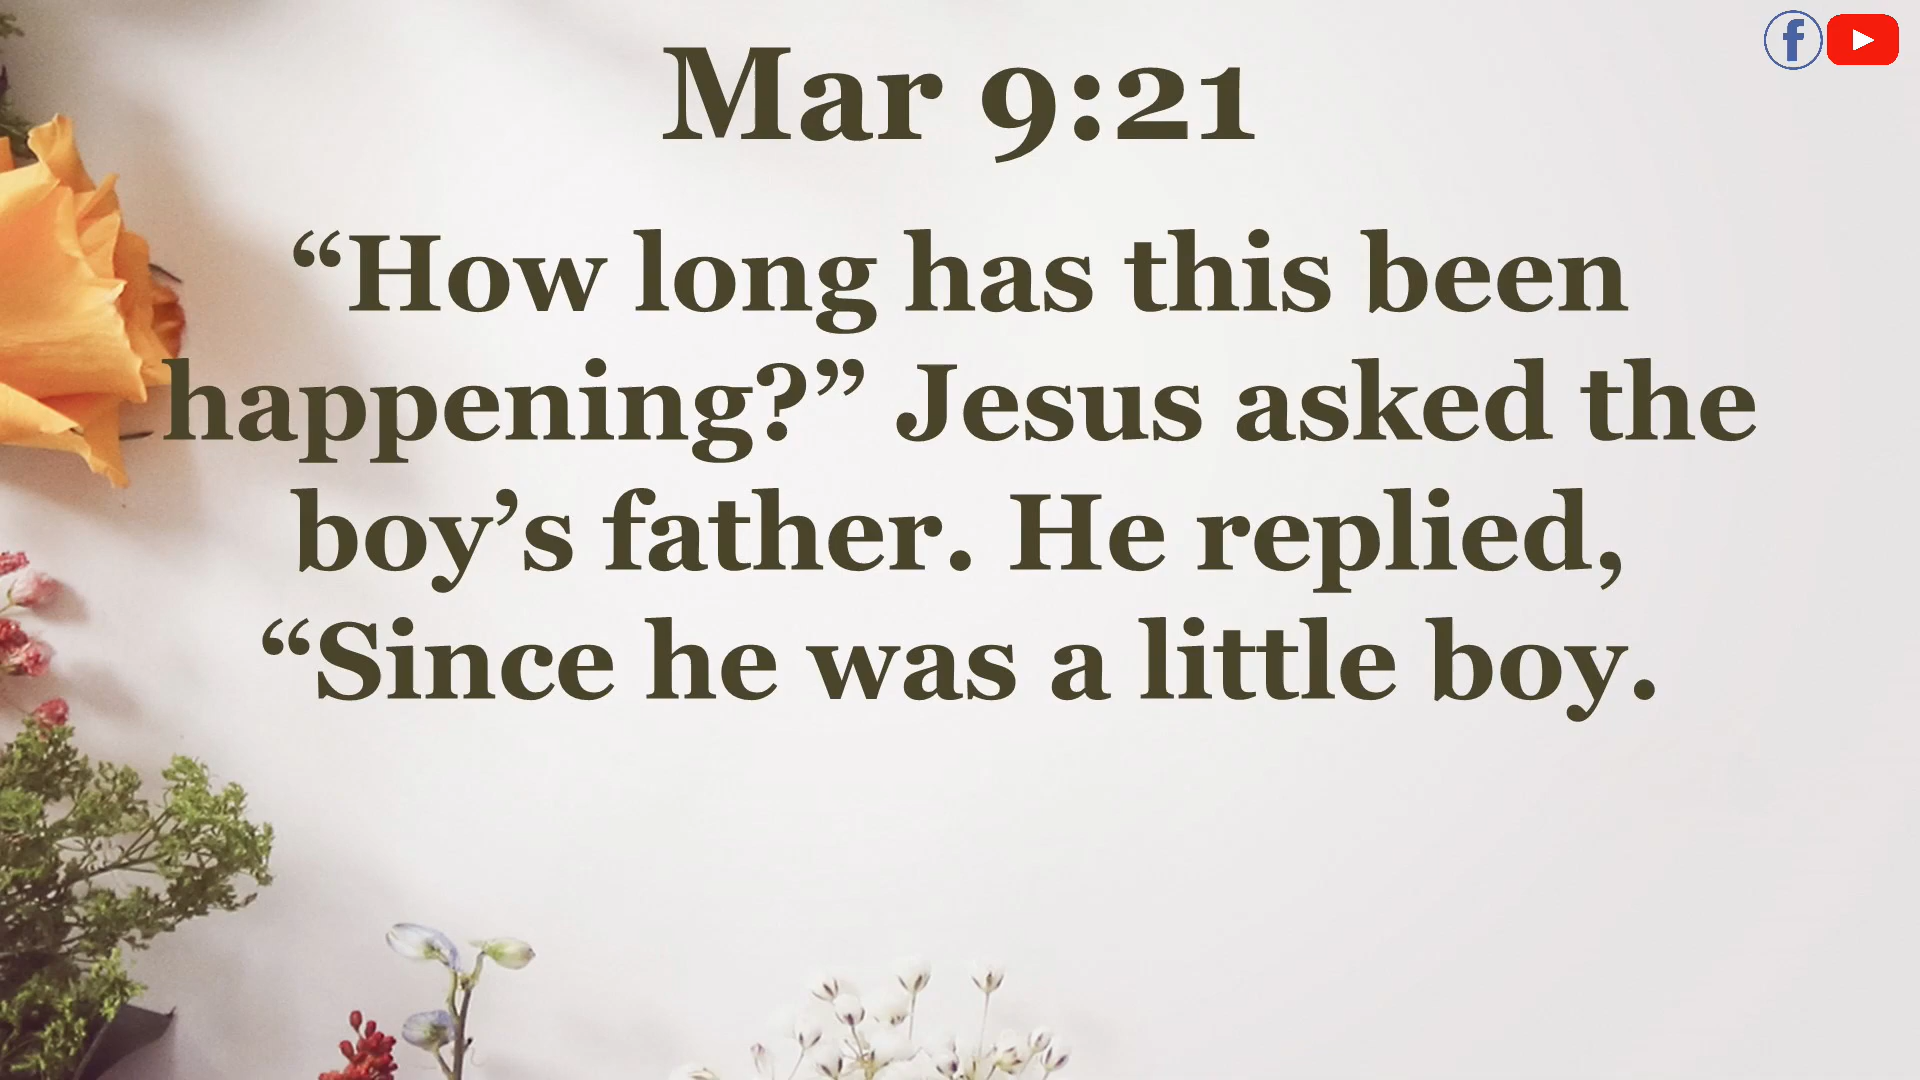 Mar 9:21
“How long has this been
happening?” Jesus asked the
boy’s father. He replied,
“Since he was a little boy.